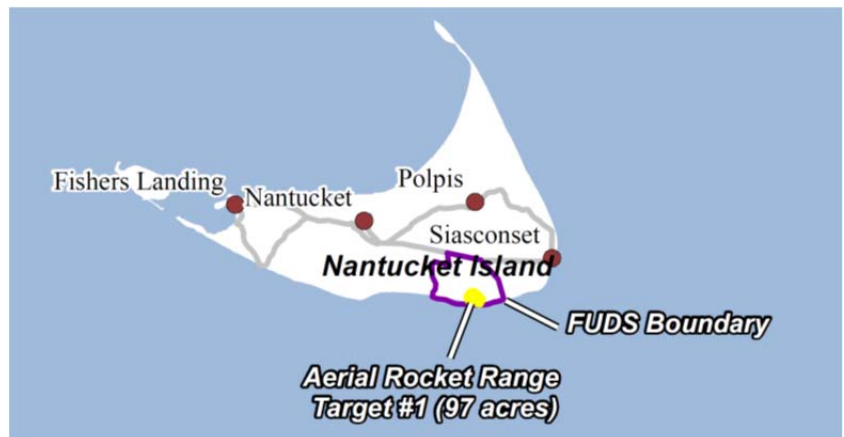 Fishers Landing
Nantucket
Polpis
Siasconset
Nantucket Island
FUDS Boundary
Aerial Rocket Range
Target #1 (97 acres)